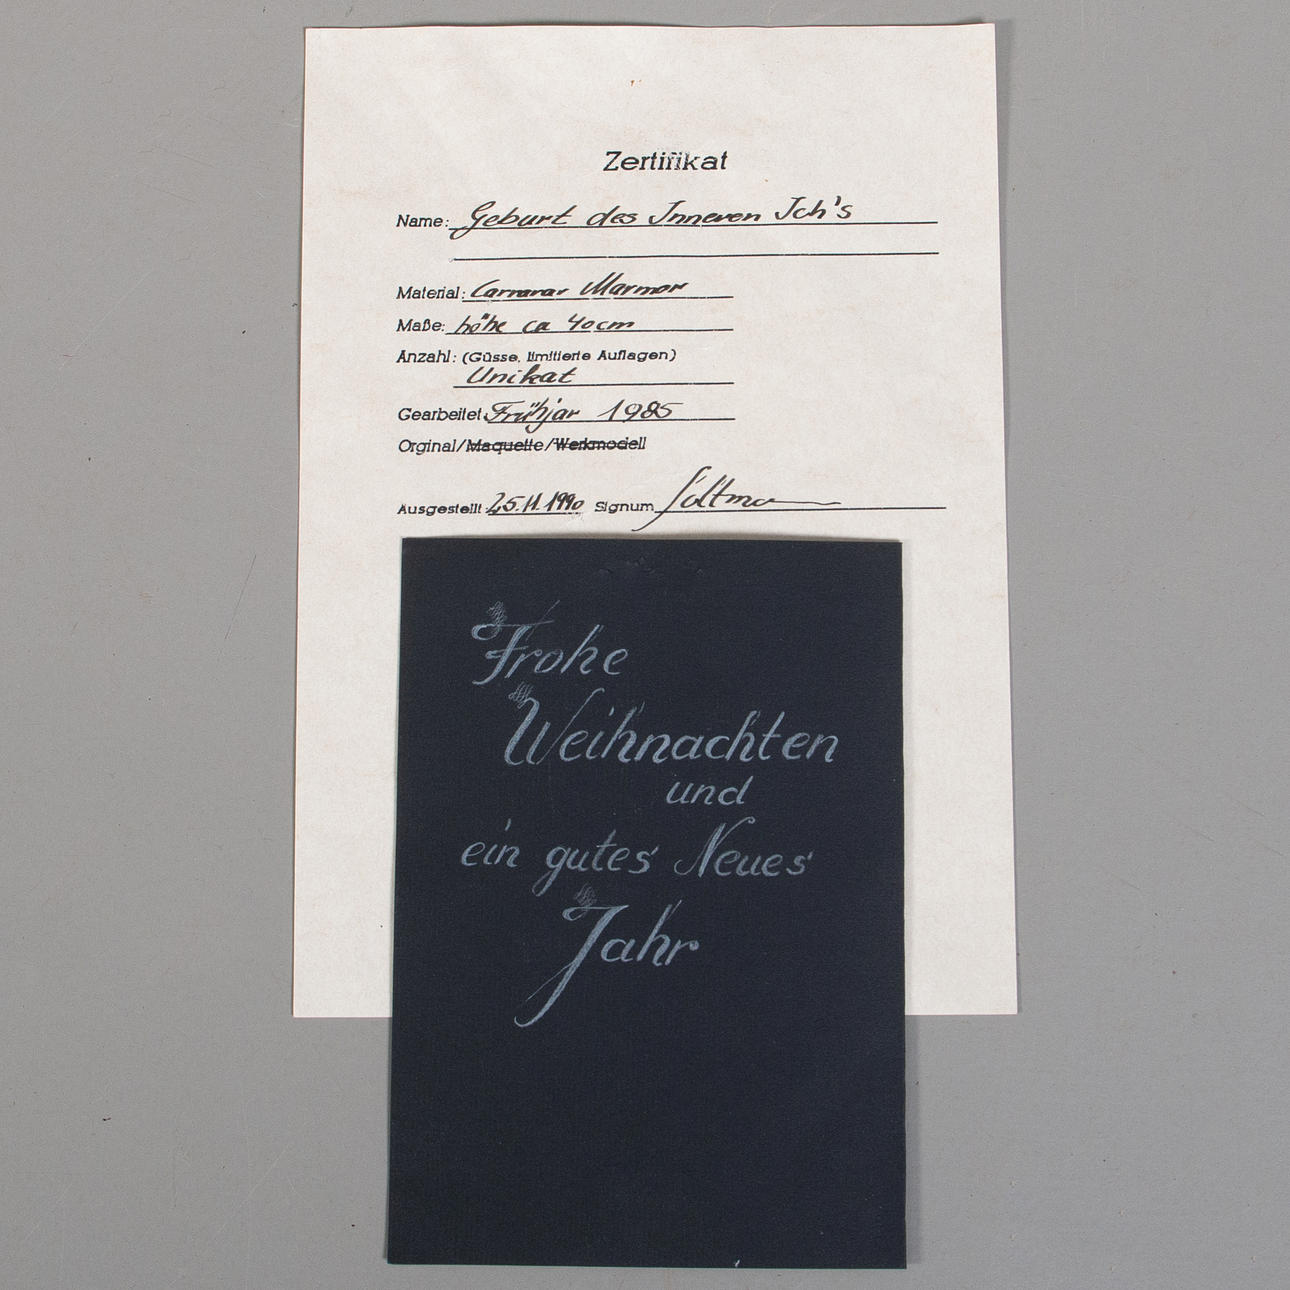 Zertifikat
Name: Geburt des Inneren Ich's
Material: Carrarar Marmor
Maße: höhe ca 40cm
Anzahl: (Güsse, limitierte Auflagen)
Unikat
Gearbeitet: Frühjar 1985
Orginal/Maquette/Werkmodell
Ausgestellt: 25.11.1990 Signum
Frohe
Weihnachten
und
ein gutes Neues
Jahr